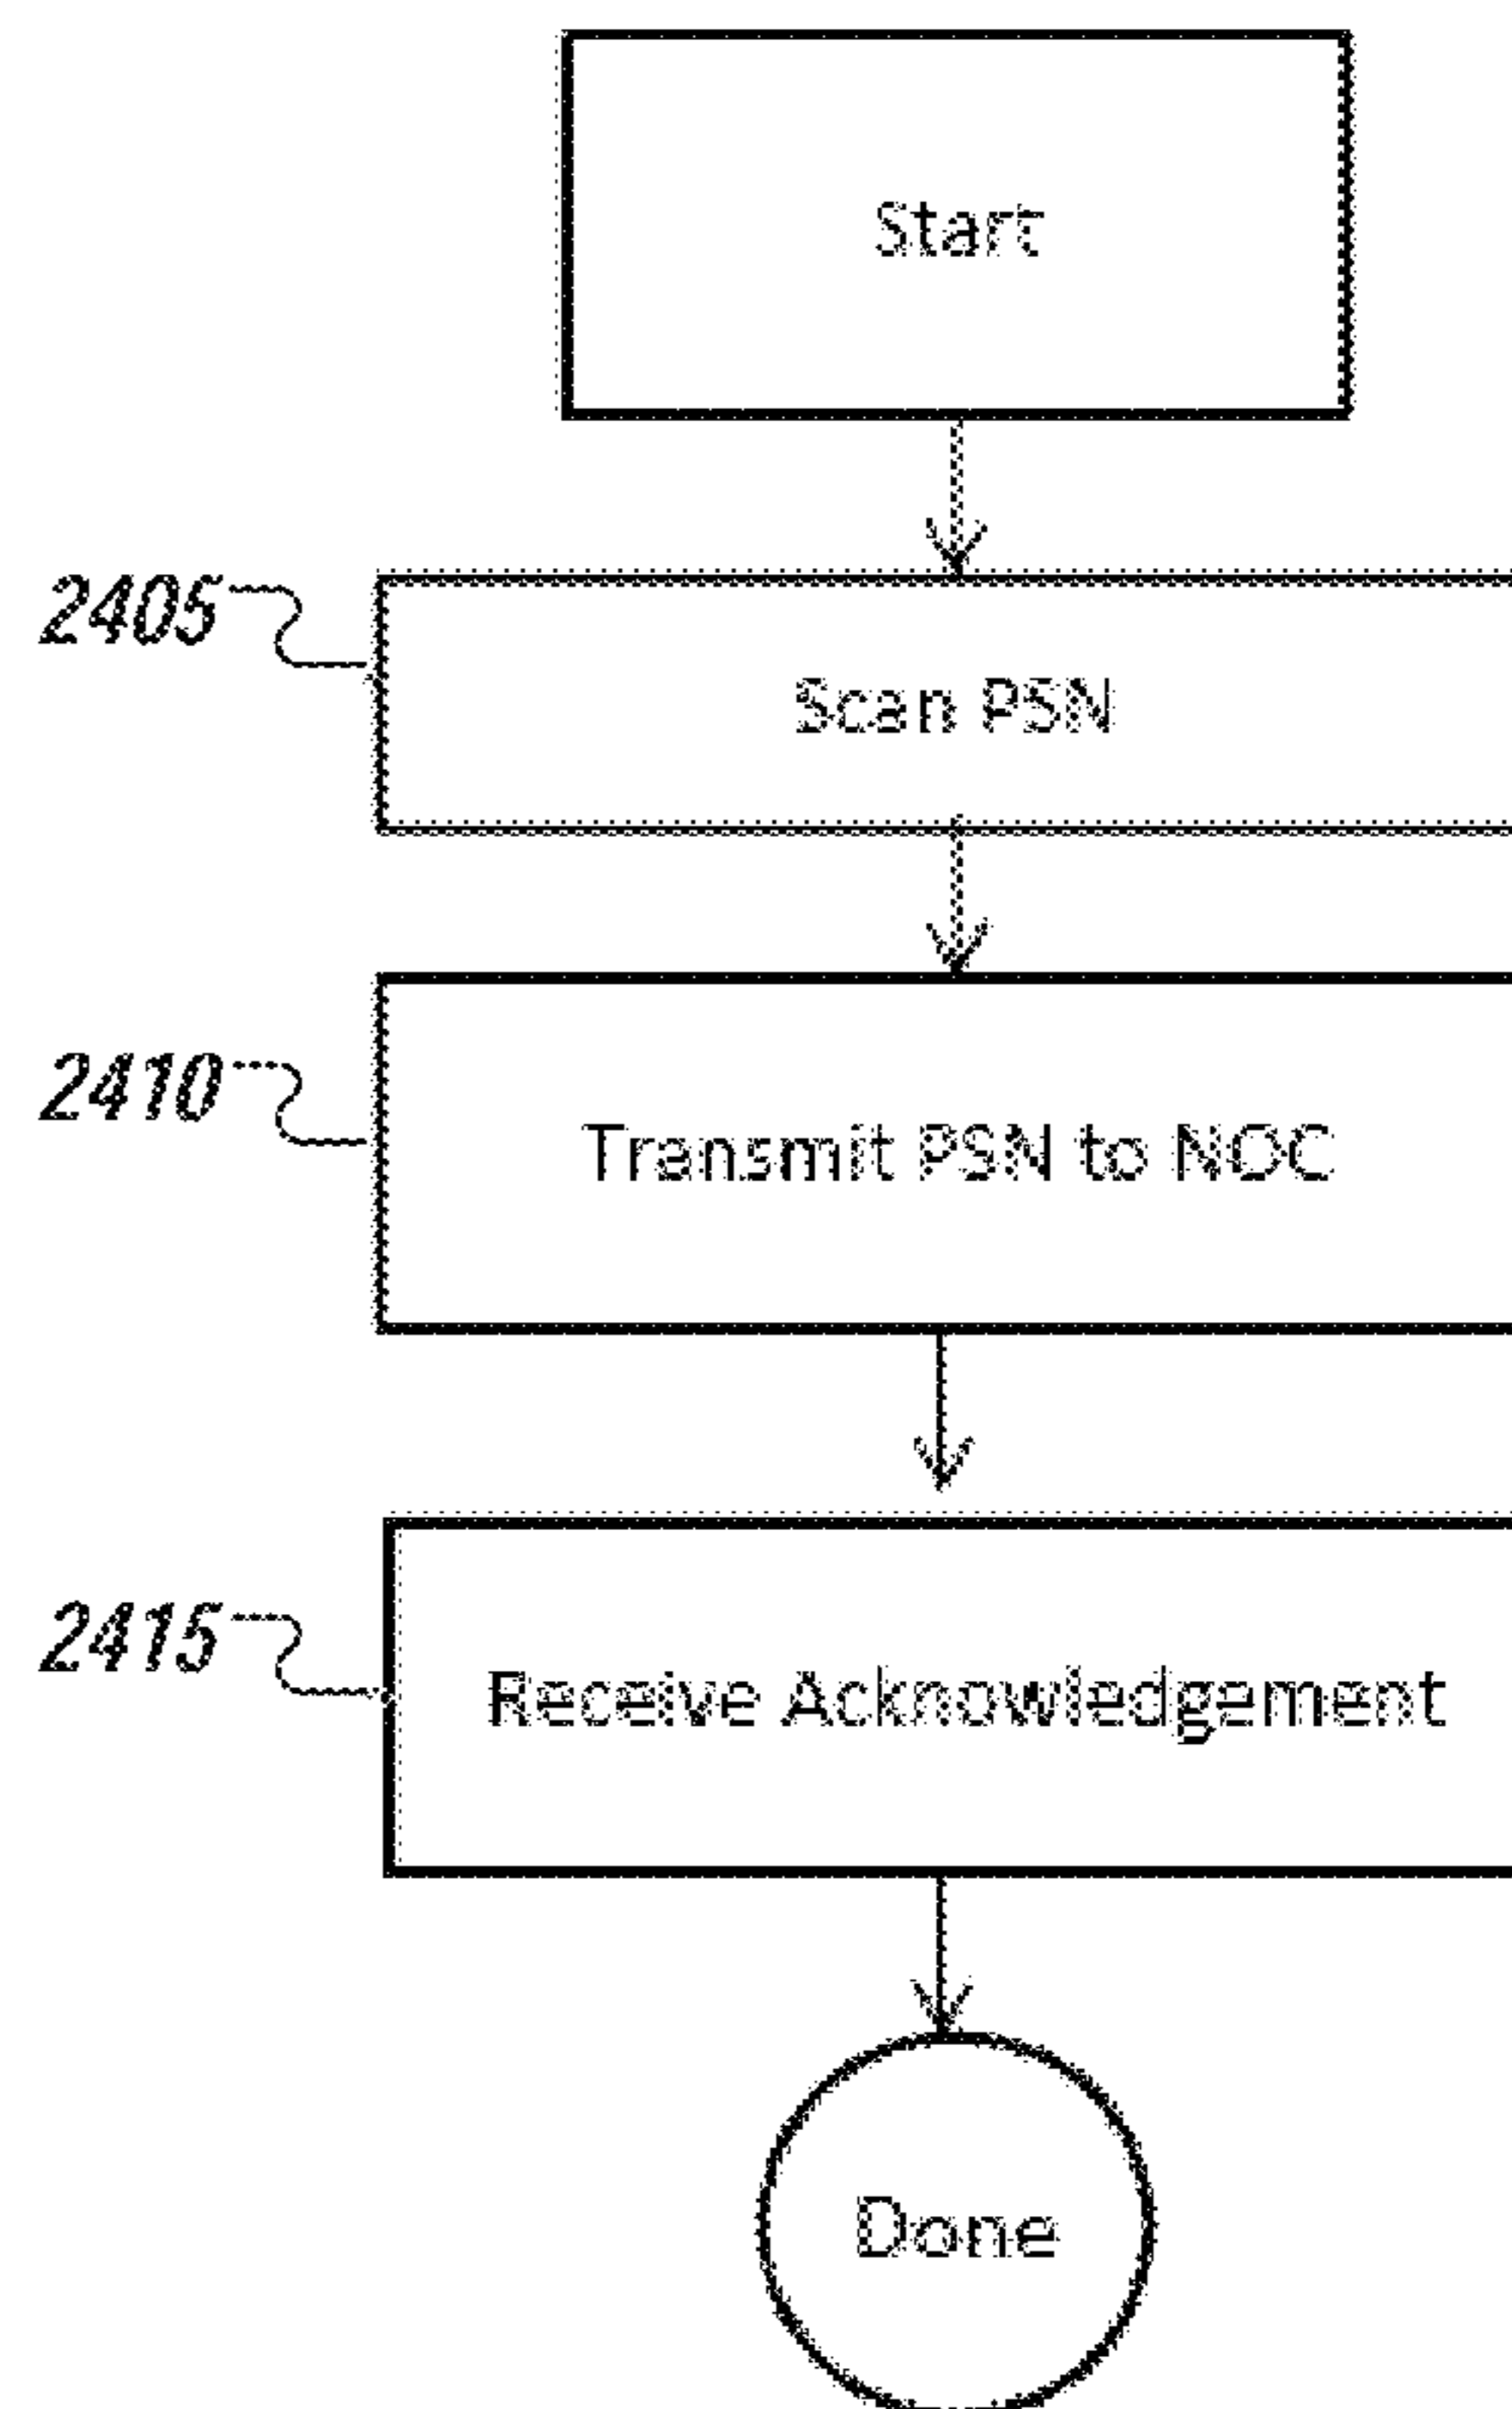 Start
2405
Scan PSN
2410
Transmit PSN to NOC
2415
Receive Acknowledgement
Done